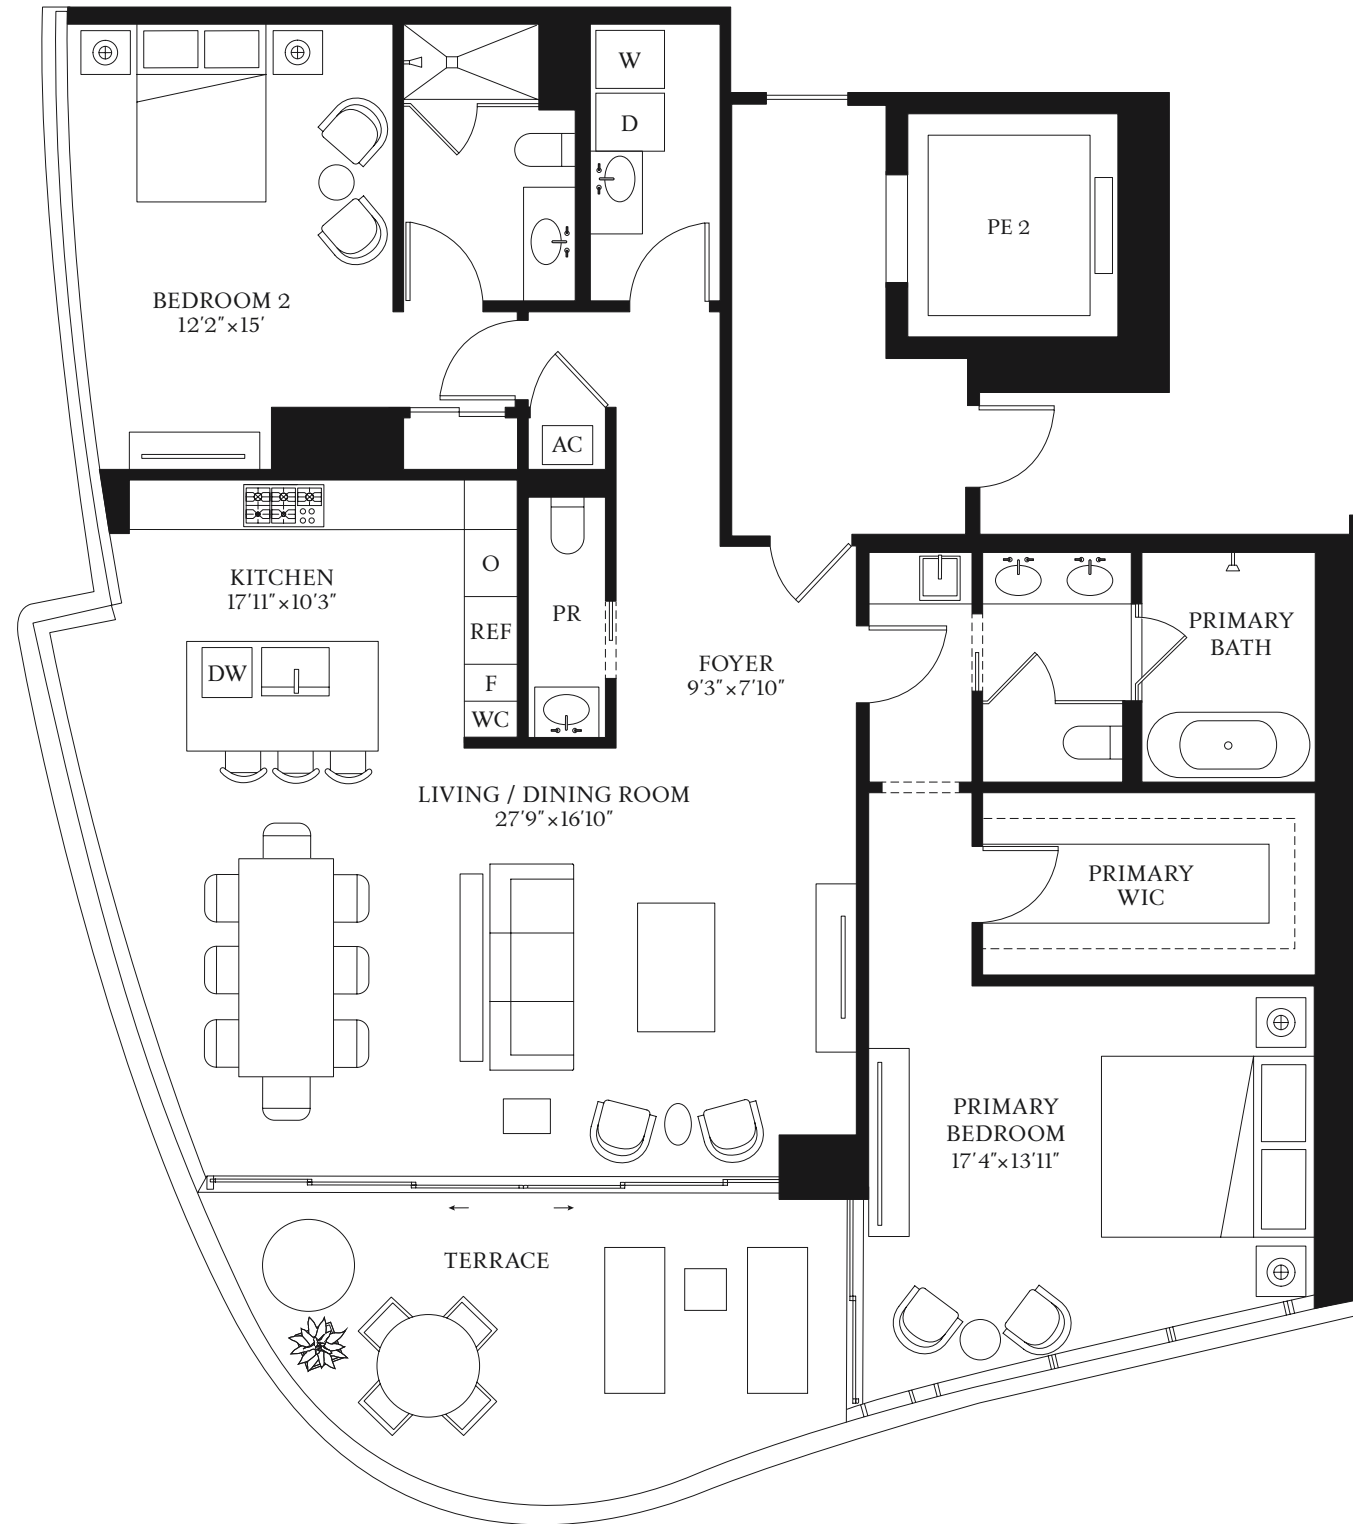 W
D
PE 2
BEDROOM 2
12'2"×15'
AC
KITCHEN
17'11"×10'3"
O
REF
F
WC
DW
PR
FOYER
9'3"×7'10"
PRIMARY
BATH
LIVING / DINING ROOM
27'9"×16'10"
PRIMARY
WIC
PRIMARY
BEDROOM
17'4"×13'11"
TERRACE